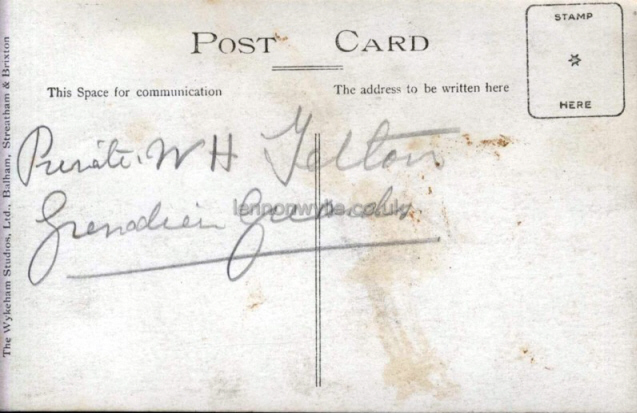 POST CARD
STAMP
HERE
This Space for communication
The address to be written here
Private. W H Felton
Grenadier Guards
lennonwylie.co.uk
The Wykeham Studios, Ltd., Balham, Streatham & Brixton